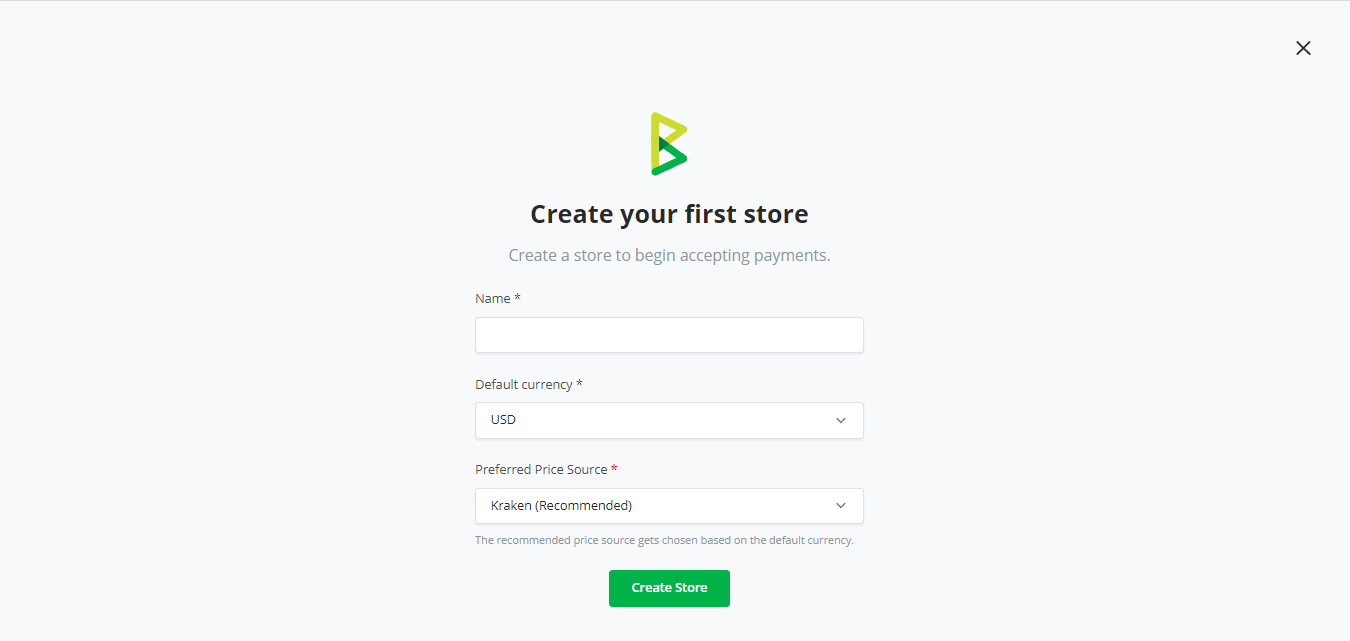 Create your first store
Create a store to begin accepting payments.
Name *
Default currency *
USD
Preferred Price Source *
Kraken (Recommended)
The recommended price source gets chosen based on the default currency.
Create Store